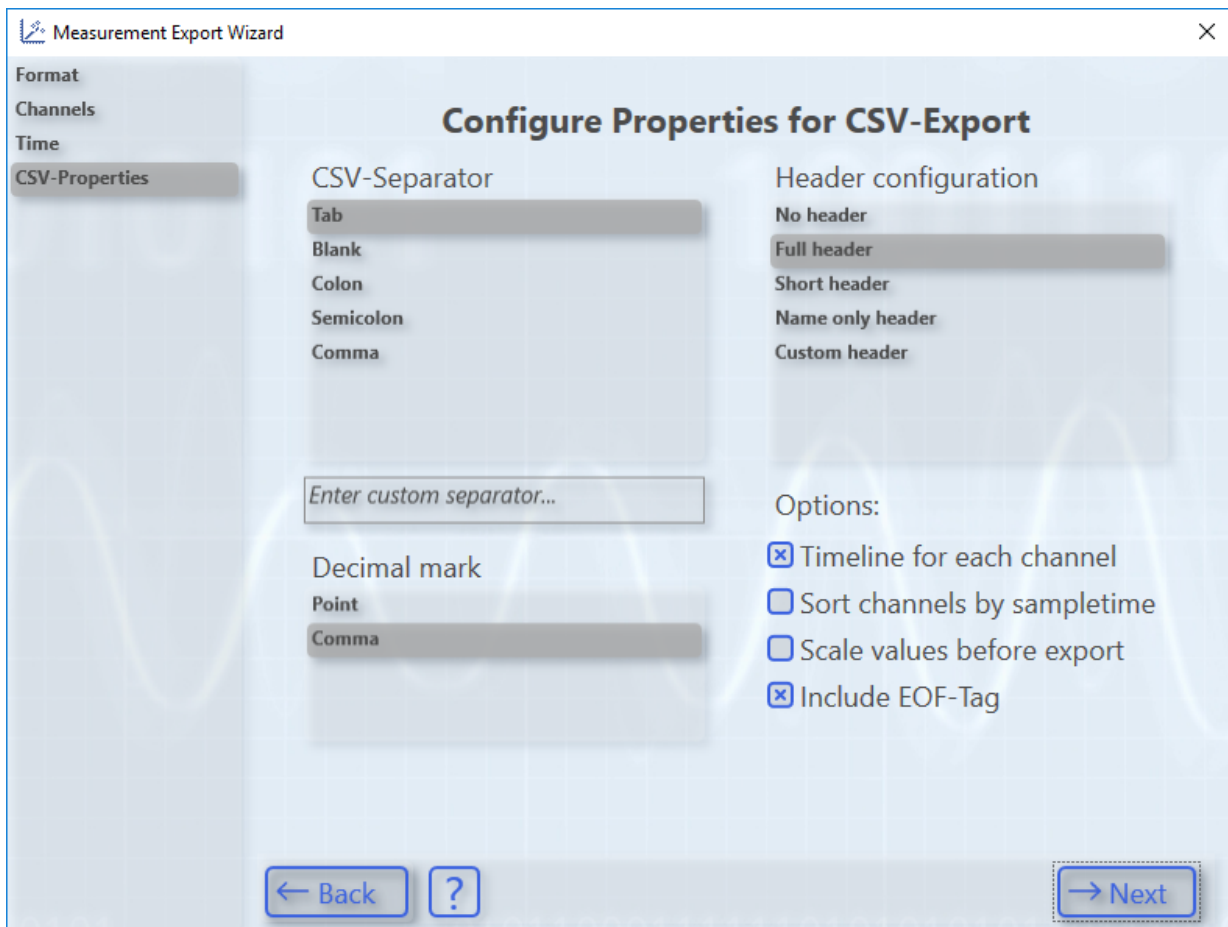 Measurement Export Wizard
Format
Channels
Time
CSV-Properties
Configure Properties for CSV-Export
CSV-Separator
Tab
Blank
Colon
Semicolon
Comma
Enter custom separator...
Decimal mark
Point
Comma
Header configuration
No header
Full header
Short header
Name only header
Custom header
Options:
Timeline for each channel
Sort channels by sampletime
Scale values before export
Include EOF-Tag
← Back
?
→ Next